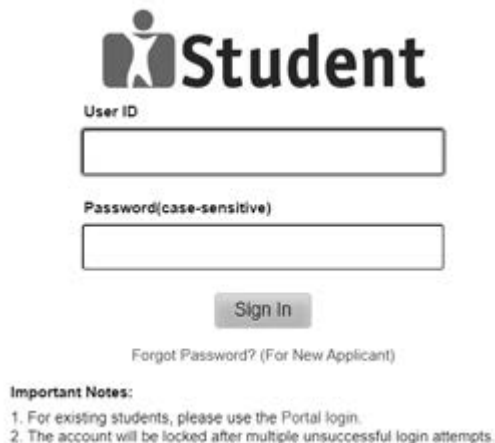 iStudent
User ID
Password(case-sensitive)
Sign In
Forgot Password? (For New Applicant)
Important Notes:
1. For existing students, please use the Portal login.
2. The account will be locked after multiple unsuccessful login attempts